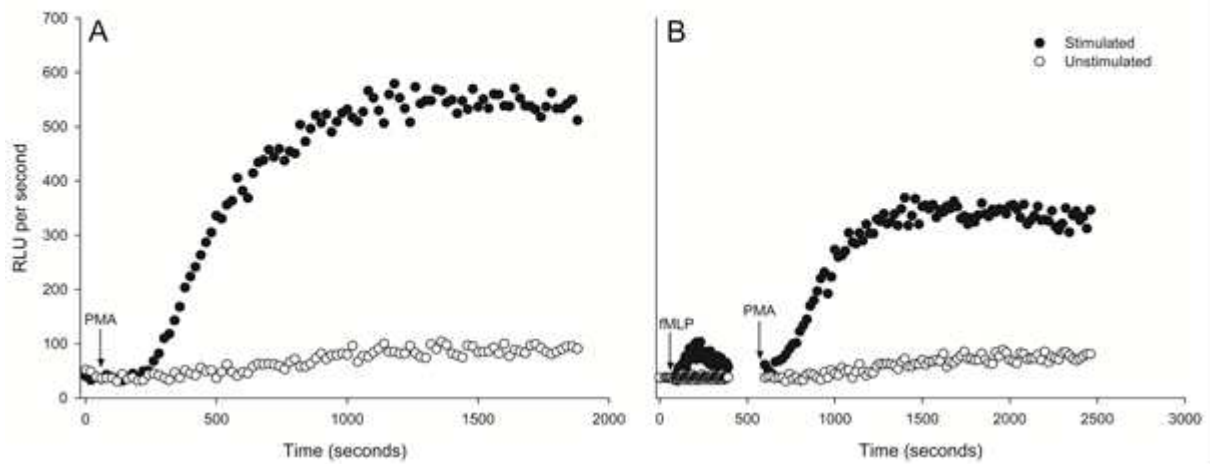 A
B
700
600
500
400
300
200
100
0
RLU per second
PMA
fMLP
PMA
Stimulated
Unstimulated
0 500 1000 1500 2000
0 500 1000 1500 2000 2500 3000
Time (seconds)
Time (seconds)